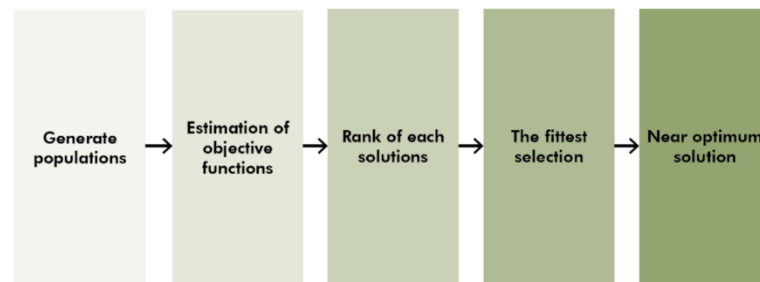 Generate
populations
Estimation of
objective
functions
Rank of each
solutions
The fittest
selection
Near optimum
solution